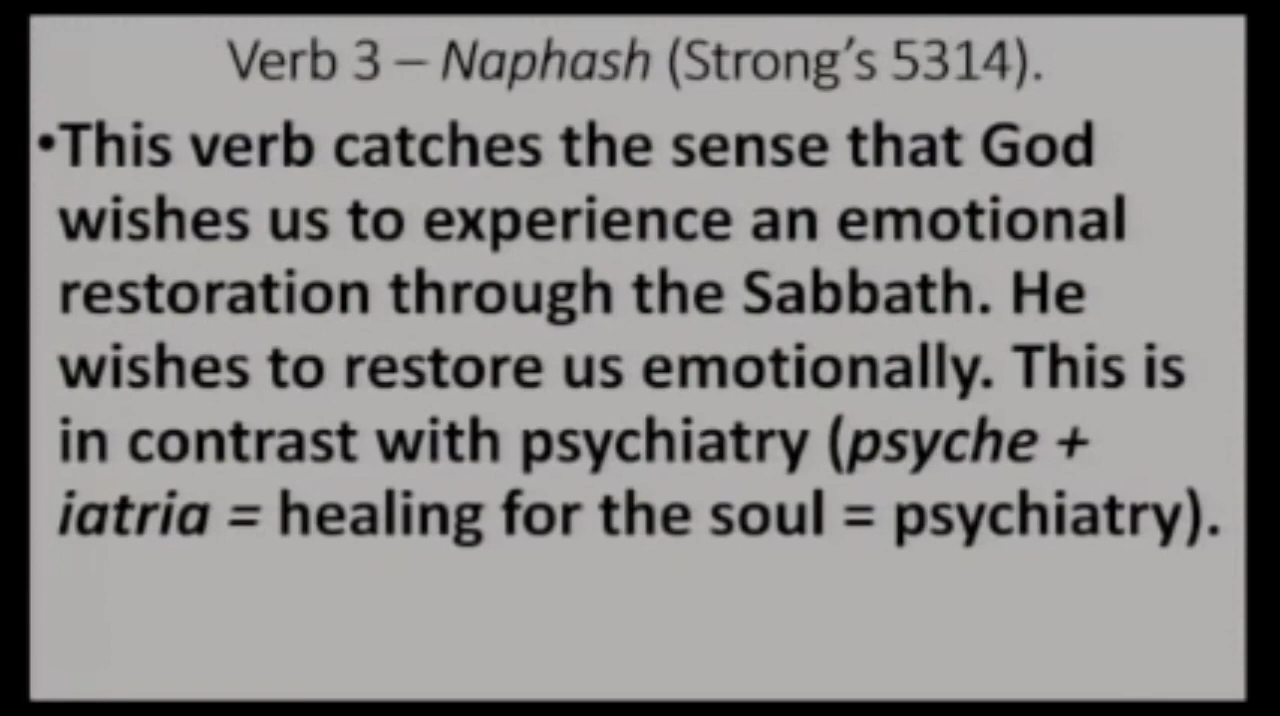 Verb 3 – Naphash (Strong's 5314).
•This verb catches the sense that God
wishes us to experience an emotional
restoration through the Sabbath. He
wishes to restore us emotionally. This is
in contrast with psychiatry (psyche +
iatria = healing for the soul = psychiatry).